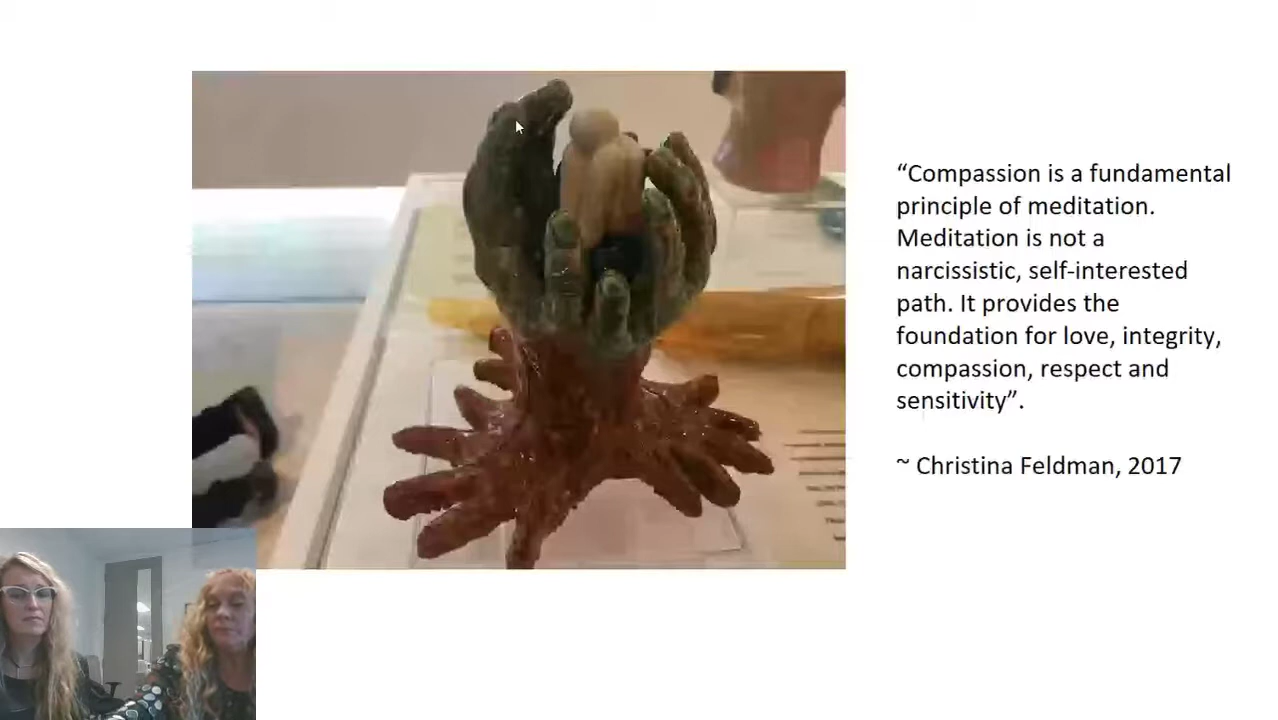 “Compassion is a fundamental
principle of meditation.
Meditation is not a
narcissistic, self-interested
path. It provides the
foundation for love, integrity,
compassion, respect and
sensitivity”.
~ Christina Feldman, 2017